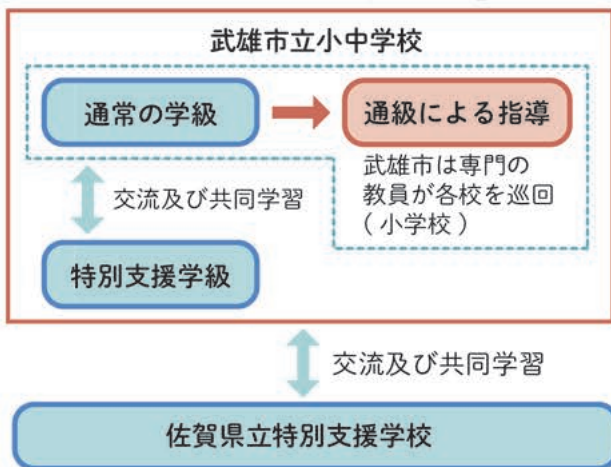 武雄市立小中学校
通常の学級
通級による指導
武雄市は専門の
教員が各校を巡回
(小学校)
交流及び共同学習
特別支援学級
交流及び共同学習
佐賀県立特別支援学校